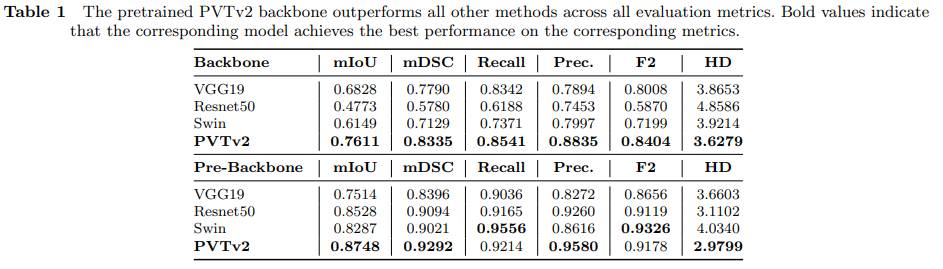 Table 1 The pretrained PVTv2 backbone outperforms all other methods across all evaluation metrics. Bold values indicate
that the corresponding model achieves the best performance on the corresponding metrics.
Backbone mIoU mDSC Recall Prec. F2 HD
VGG19 0.6828 0.7790 0.8342 0.7894 0.8008 3.8653
Resnet50 0.4773 0.5780 0.6188 0.7453 0.5870 4.8586
Swin 0.6149 0.7129 0.7371 0.7997 0.7199 3.9214
PVTv2 0.7611 0.8335 0.8541 0.8835 0.8404 3.6279
Pre-Backbone mIoU mDSC Recall Prec. F2 HD
VGG19 0.7514 0.8396 0.9036 0.8272 0.8656 3.6603
Resnet50 0.8528 0.9094 0.9165 0.9260 0.9119 3.1102
Swin 0.8287 0.9021 0.9556 0.8616 0.9326 4.0340
PVTv2 0.8748 0.9292 0.9214 0.9580 0.9178 2.9799